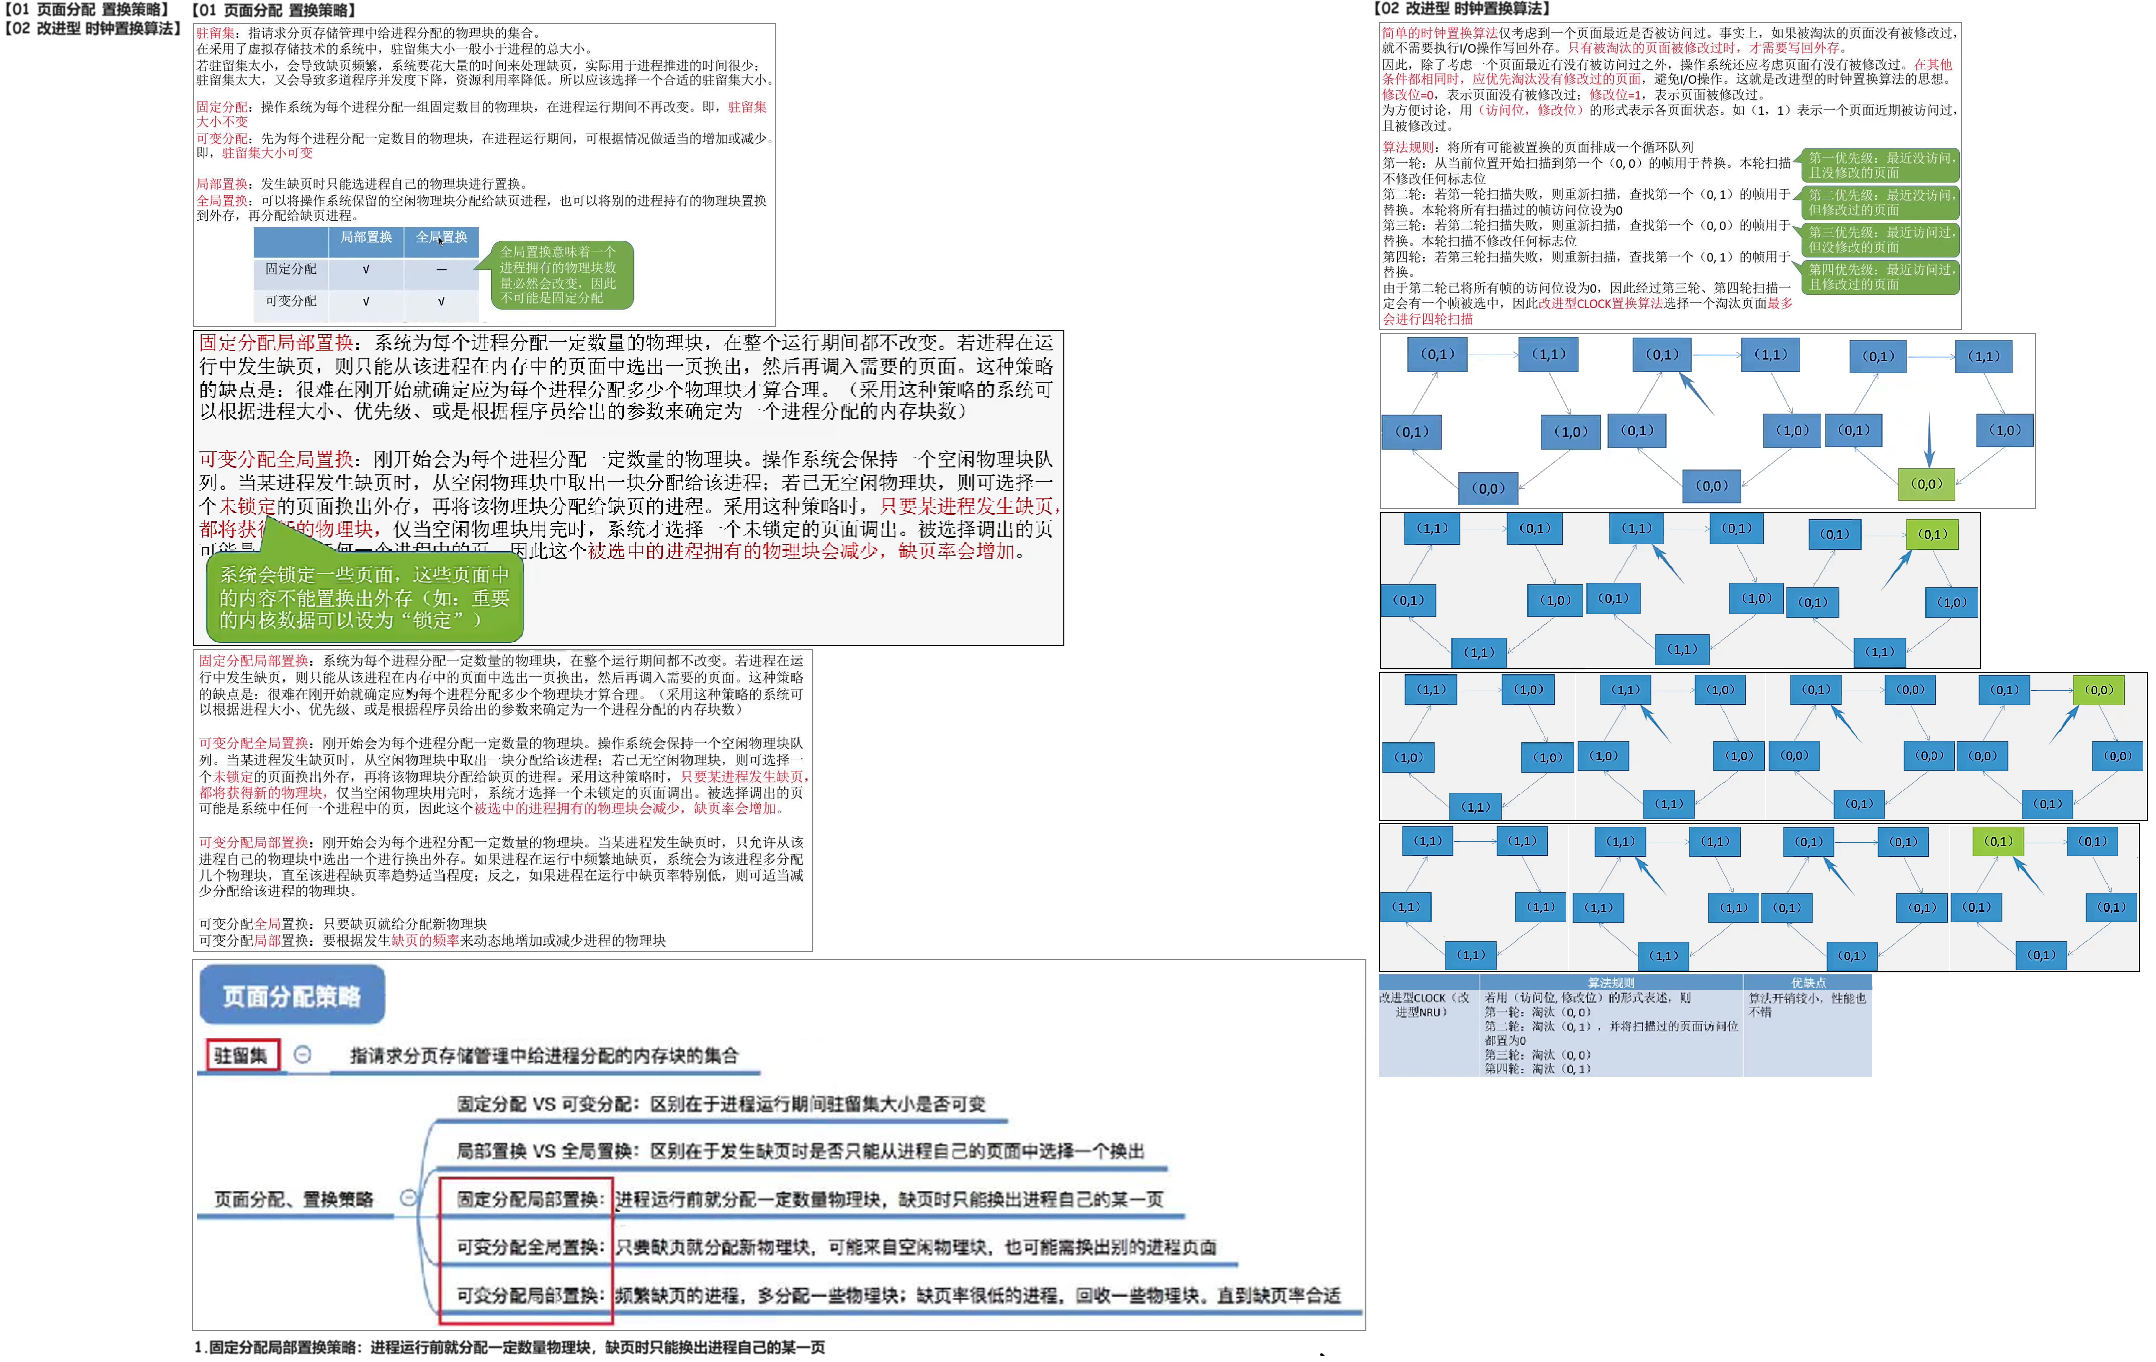 【01 页面分配 置换策略】
【02 改进型 时钟置换算法】
【01 页面分配 置换策略】
驻留集：指请求分页存储管理中给进程分配的物理块的集合。
在采用了虚拟存储技术的系统中，驻留集大小一般小于进程的总大小。
若驻留集太小，会导致缺页频繁，系统要花大量的时间来处理缺页，实际用于进程推进的时间很少；
驻留集太大，又会导致多道程序并发度下降，资源利用率降低。所以应该选择一个合适的驻留集大小。
固定分配：操作系统为每个进程分配一组固定数目的物理块，在进程运行期间不再改变。即，驻留集
大小不变
可变分配：先为每个进程分配一定数目的物理块，在进程运行期间，可根据情况做适当的增加或减少。
即，驻留集大小可变
局部置换：发生缺页时只能选进程自己的物理块进行置换。
全局置换：可以将操作系统保留的空闲物理块分配给缺页进程，也可以将别的进程持有的物理块置换
到外存，再分配给缺页进程。
局部置换 全局置换
固定分配 √ —
可变分配 √ √
全局置换意味着一个
进程拥有的物理块数
量必然会改变，因此
不可能是固定分配
固定分配局部置换：系统为每个进程分配一定数量的物理块，在整个运行期间都不改变。若进程在运
行中发生缺页，则只能从该进程在内存中的页面中选出一页换出，然后再调入需要的页面。这种策略
的缺点是：很难在刚开始就确定应为每个进程分配多少个物理块才算合理。（采用这种策略的系统可
以根据进程大小、优先级、或是根据程序员给出的参数来确定为一个进程分配的内存块数）
可变分配全局置换：刚开始会为每个进程分配一定数量的物理块。操作系统会保持一个空闲物理块队
列。当某进程发生缺页时，从空闲物理块中取出一块分配给该进程；若已无空闲物理块，则可选择一
个未锁定的页面换出外存，再将该物理块分配给缺页的进程。采用这种策略时，只要某进程发生缺页，
都将获得新的物理块，仅当空闲物理块用完时，系统才选择一个未锁定的页面调出。被选择调出的页
可能是 何一个进程中的页，因此这个被选中的进程拥有的物理块会减少，缺页率会增加。
系统会锁定一些页面，这些页面中
的内容不能置换出外存（如：重要
的内核数据可以设为“锁定”）
固定分配局部置换：系统为每个进程分配一定数量的物理块，在整个运行期间都不改变。若进程在运
行中发生缺页，则只能从该进程在内存中的页面中选出一页换出，然后再调入需要的页面。这种策略
的缺点是：很难在刚开始就确定应为每个进程分配多少个物理块才算合理。（采用这种策略的系统可
以根据进程大小、优先级、或是根据程序员给出的参数来确定为一个进程分配的内存块数）
可变分配全局置换：刚开始会为每个进程分配一定数量的物理块。操作系统会保持一个空闲物理块队
列。当某进程发生缺页时，从空闲物理块中取出一块分配给该进程；若已无空闲物理块，则可选择一
个未锁定的页面换出外存，再将该物理块分配给缺页的进程。采用这种策略时，只要某进程发生缺页，
都将获得新的物理块，仅当空闲物理块用完时，系统才选择一个未锁定的页面调出。被选择调出的页
可能是系统中任何一个进程中的页，因此这个被选中的进程拥有的物理块会减少，缺页率会增加。
可变分配局部置换：刚开始会为每个进程分配一定数量的物理块。当某进程发生缺页时，只允许从该
进程自己的物理块中选出一个进行换出外存。如果进程在运行中频繁地缺页，系统会为该进程多分配
几个物理块，直至该进程缺页率趋势适当程度；反之，如果进程在运行中缺页率特别低，则可适当减
少分配给该进程的物理块。
可变分配全局置换：只要缺页就给分配新物理块
可变分配局部置换：要根据发生缺页的频率来动态地增加或减少进程的物理块
页面分配策略
驻留集 指请求分页存储管理中给进程分配的内存块的集合
页面分配、置换策略
固定分配 VS 可变分配：区别在于进程运行期间驻留集大小是否可变
局部置换 VS 全局置换：区别在于发生缺页时是否只能从进程自己的页面中选择一个换出
固定分配局部置换：进程运行前就分配一定数量物理块，缺页时只能换出进程自己的某一页
可变分配全局置换：只要缺页就分配新物理块，可能来自空闲物理块，也可能需换出别的进程页面
可变分配局部置换：频繁缺页的进程，多分配一些物理块；缺页率很低的进程，回收一些物理块。直到缺页率合适
1.固定分配局部置换策略：进程运行前就分配一定数量物理块，缺页时只能换出进程自己的某一页
【02 改进型 时钟置换算法】
简单的时钟置换算法仅考虑到一个页面最近是否被访问过。事实上，如果被淘汰的页面没有被修改过，
就不需要执行I/O操作写回外存。只有被淘汰的页面被修改过时，才需要写回外存。
因此，除了考虑一个页面最近有没有被访问过之外，操作系统还应考虑页面有没有被修改过。在其他
条件都相同时，应优先淘汰没有修改过的页面，避免I/O操作。这就是改进型的时钟置换算法的思想。
修改位=0，表示页面没有被修改过；修改位=1，表示页面被修改过。
为方便讨论，用（访问位，修改位）的形式表示各页面状态。如（1，1）表示一个页面近期被访问过，
且被修改过。
算法规则：将所有可能被置换的页面排成一个循环队列
第一轮：从当前位置开始扫描到第一个（0, 0）的帧用于替换。本轮扫描
不修改任何标志位
第二轮：若第一轮扫描失败，则重新扫描，查找第一个（0, 1）的帧用于
替换。本轮将所有扫描过的帧访问位设为0
第三轮：若第二轮扫描失败，则重新扫描，查找第一个（0, 0）的帧用于
替换。本轮扫描不修改任何标志位
第四轮：若第三轮扫描失败，则重新扫描，查找第一个（0, 1）的帧用于
替换。
由于第二轮已将所有帧的访问位设为0，因此经过第三轮、第四轮扫描一
定会有一个帧被选中，因此改进型CLOCK置换算法选择一个淘汰页面最多
会进行四轮扫描
第一优先级：最近没访问，
且没修改的页面
第二优先级：最近没访问，
但修改过的页面
第三优先级：最近访问过，
但没修改的页面
第四优先级：最近访问过，
且修改过的页面
（0,1） （1,1） （0,1） （1,1） （0,1） （1,1）
（0,1） （1,0） （0,1） （1,0） （0,1） （1,0）
（0,0） （0,0） （0,0）
（1,1） （0,1） （1,1） （0,1） （0,1） （0,1）
（0,1） （1,0） （0,1） （1,0） （0,1） （1,0）
（1,1） （1,1） （1,1）
（1,1） （1,0） （1,1） （1,0） （0,1） （0,0） （0,1） （0,0）
（1,0） （1,0） （1,0） （1,0） （0,0） （0,0） （0,0） （0,0）
（1,1） （1,1） （0,1） （0,1）
（1,1） （1,1） （1,1） （1,1） （0,1） （0,1） （0,1） （0,1）
（1,1） （1,1） （1,1） （1,1） （0,1） （0,1） （0,1） （0,1）
（1,1） （1,1） （0,1） （0,1）
算法规则 优缺点
改进型CLOCK（改
进型NRU）
若用（访问位, 修改位）的形式表述，则
第一轮：淘汰（0, 0）
第二轮：淘汰（0, 1），并将扫描过的页面访问位
都置为0
第三轮：淘汰（0, 0）
第四轮：淘汰（0, 1）
算法开销较小，性能也
不错